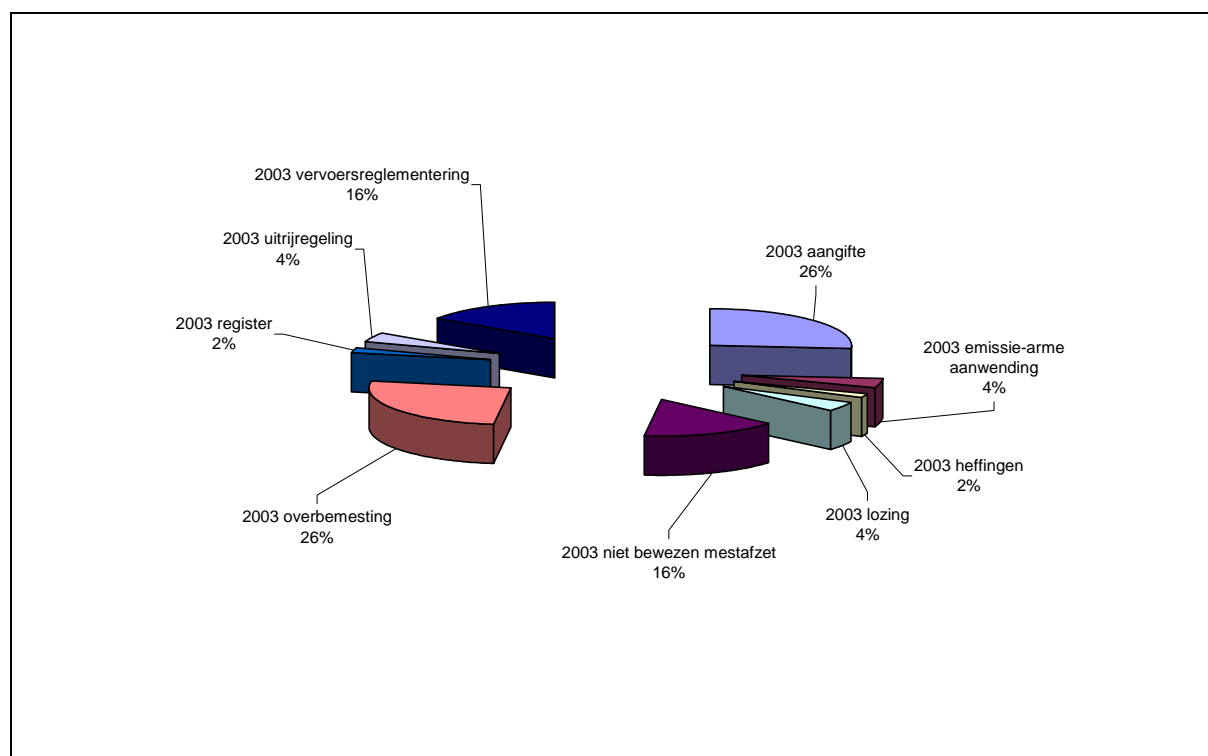 2003 vervoersreglementering
16%
2003 uitrijregeling
4%
2003 register
2%
2003 overbemesting
26%
2003 aangifte
26%
2003 emissie-arme
aanwending
4%
2003 heffingen
2%
2003 lozing
4%
2003 niet bewezen mestafzet
16%